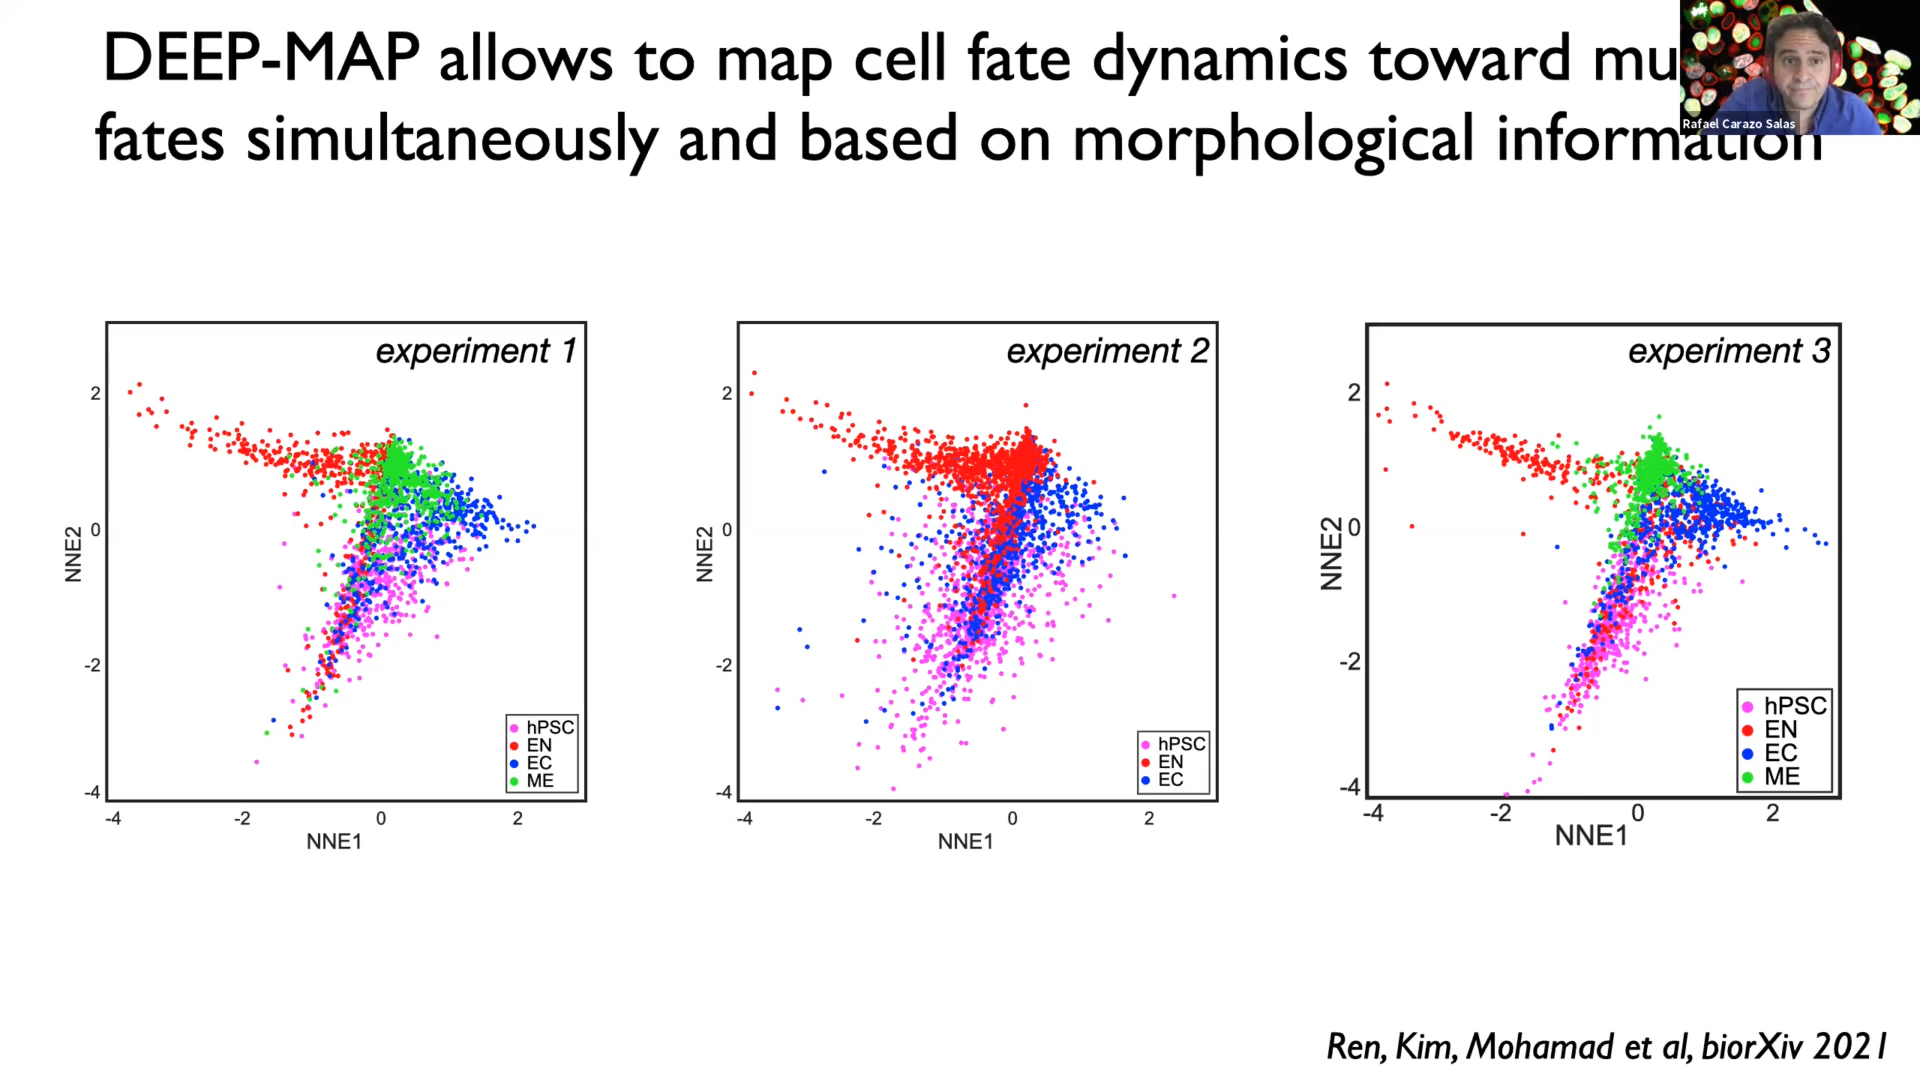 DEEP-MAP allows to map cell fate dynamics toward
fates simultaneously and based on morphological information
Rafael Carazo Salas
experiment 1
2
0
-2
-4
NNE2
-4 -2 0 2
NNE1
hPSC
EN
EC
ME
experiment 2
2
0
-2
-4
NNE2
-4 -2 0 2
NNE1
hPSC
EN
EC
experiment 3
2
0
-2
-4
NNE2
-4 -2 0 2
NNE1
hPSC
EN
EC
ME
Ren, Kim, Mohamad et al, biorXiv 2021